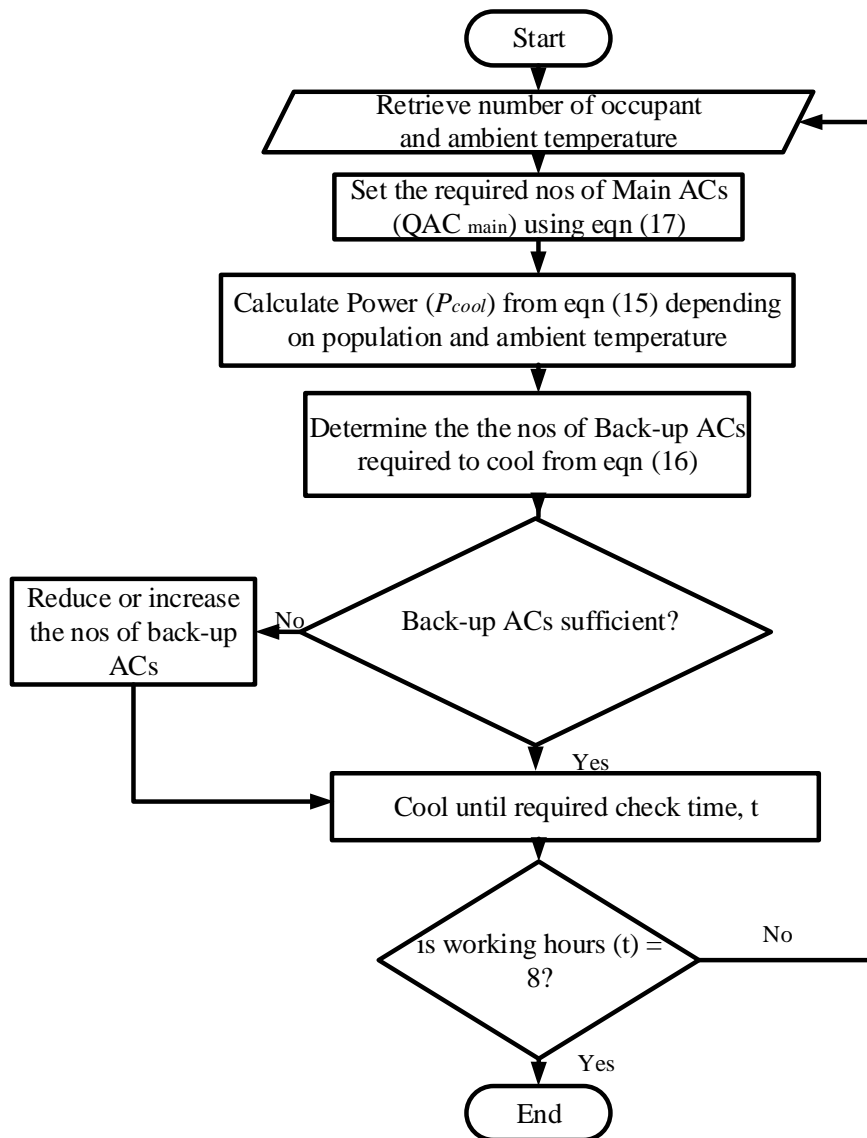 Start
Retrieve number of occupant
and ambient temperature
Set the required nos of Main ACs
(QAC main) using eqn (17)
Calculate Power (Pcool) from eqn (15) depending
on population and ambient temperature
Determine the the nos of Back-up ACs
required to cool from eqn (16)
Back-up ACs sufficient?
No
Reduce or increase
the nos of back-up
ACs
Yes
Cool until required check time, t
is working hours (t) =
8?
No
Yes
End